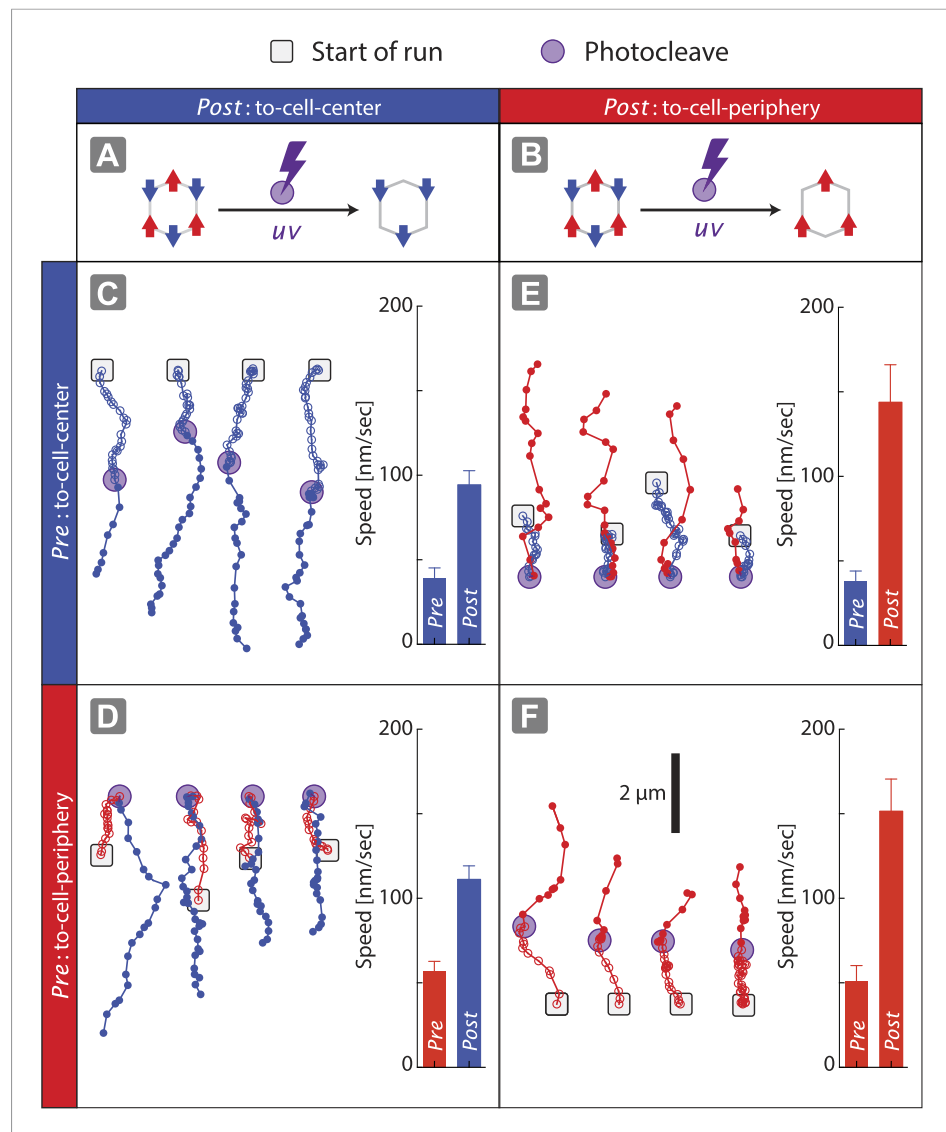 Start of run
Photocleave
Post: to-cell-center
Post: to-cell-periphery
A
uv
B
uv
Pre: to-cell-center
C
200
100
0
Speed [nm/sec]
Pre
Post
E
200
100
0
Speed [nm/sec]
Pre
Post
Pre: to-cell-periphery
D
200
100
0
Speed [nm/sec]
Pre
Post
F
2 μm
200
100
0
Speed [nm/sec]
Pre
Post